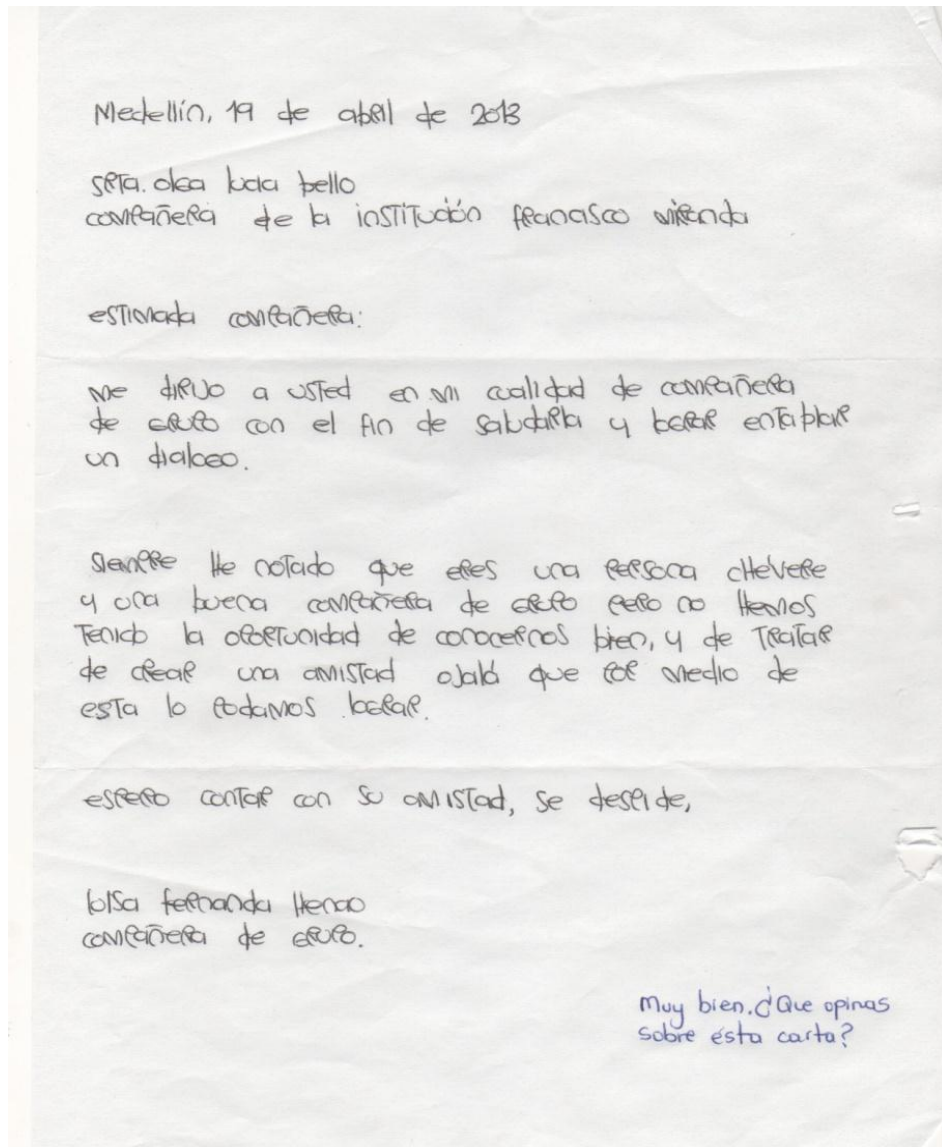 Medellín, 19 de abril de 2013
srta. olga lucia bello
compañera de la institución francisco miranda
estimada compañera:
me dirijo a usted en mi cualidad de compañera
de grupo con el fin de saludarla y lograr entablar
un dialogo.
siempre he notado que eres una persona chévere
y una buena compañera de grupo pero no hemos
tenido la oportunidad de conocernos bien, y de tratar
de crear una amistad ojalá que por medio de
esta lo podamos lograr.
espero contar con su amistad, se despide,
luisa fernanda Henao
compañera de grupo.
Muy bien. ¿Que opinas
sobre ésta carta?